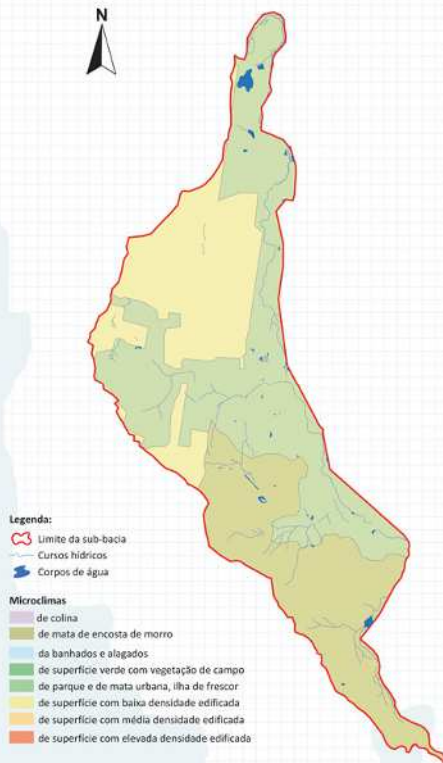 N
Legenda:
Limite da sub-bacia
Cursos hídricos
Corpos de água
Microclimas
de colina
de mata de encosta de morro
da banhados e alagados
de superfície verde com vegetação de campo
de parque e de mata urbana, ilha de frescor
de superfície com baixa densidade edificada
de superfície com média densidade edificada
de superfície com elevada densidade edificada